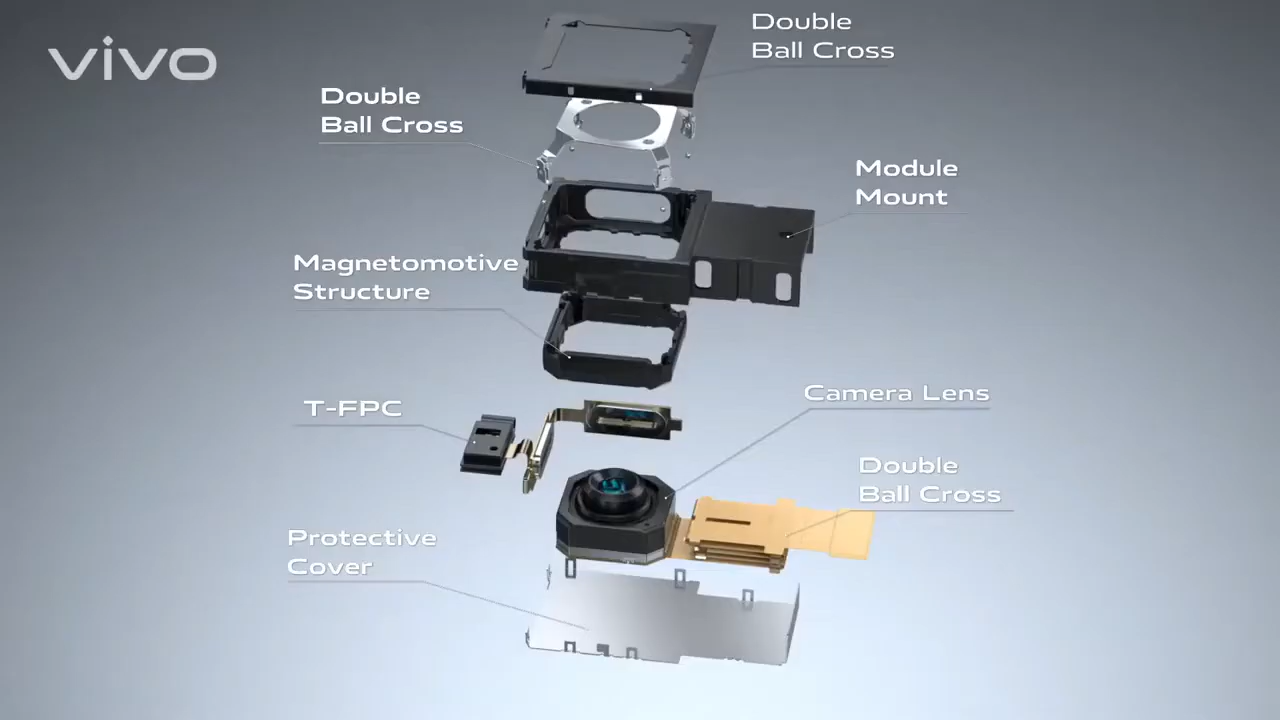 vivo
Double
Ball Cross
Double
Ball Cross
Module
Mount
Magnetomotive
Structure
Camera Lens
T-FPC
Double
Ball Cross
Protective
Cover